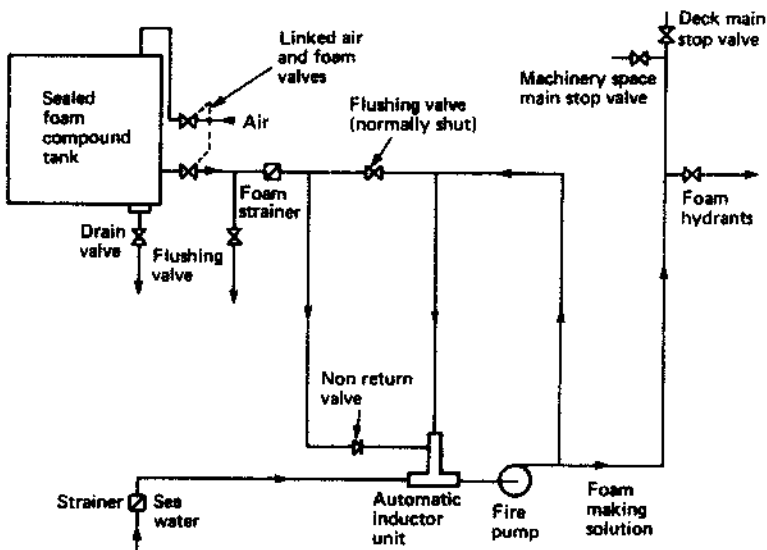 Deck main
stop valve
Linked air
and foam
valves
Machinery space
main stop valve
Sealed
foam
compound
tank
Flushing valve
(normally shut)
Air
Foam
strainer
Foam
hydrants
Drain
valve
Flushing
valve
Non return
valve
Strainer
Sea
water
Automatic
inductor
unit
Fire
pump
Foam
making
solution